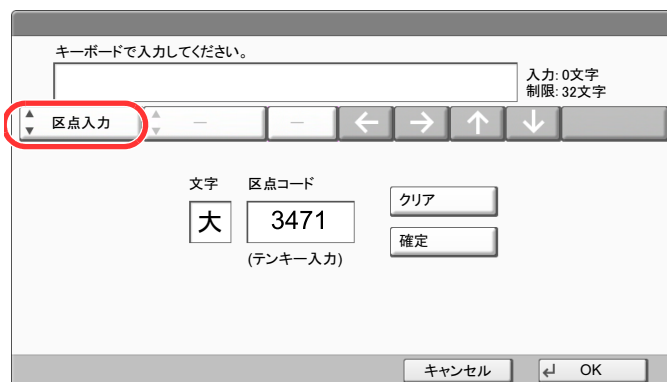 キーボードで入力してください。
入力: 0文字
制限: 32文字
区点入力
文字 区点コード
大 3471
(テンキー入力)
クリア
確定
キャンセル OK